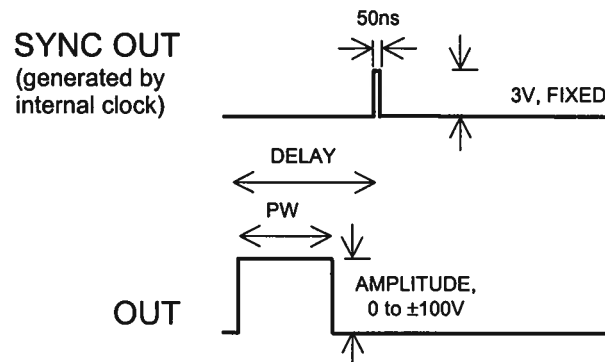 50ns
SYNC OUT
(generated by
internal clock)
3V, FIXED
DELAY
PW
AMPLITUDE,
0 to ±100V
OUT